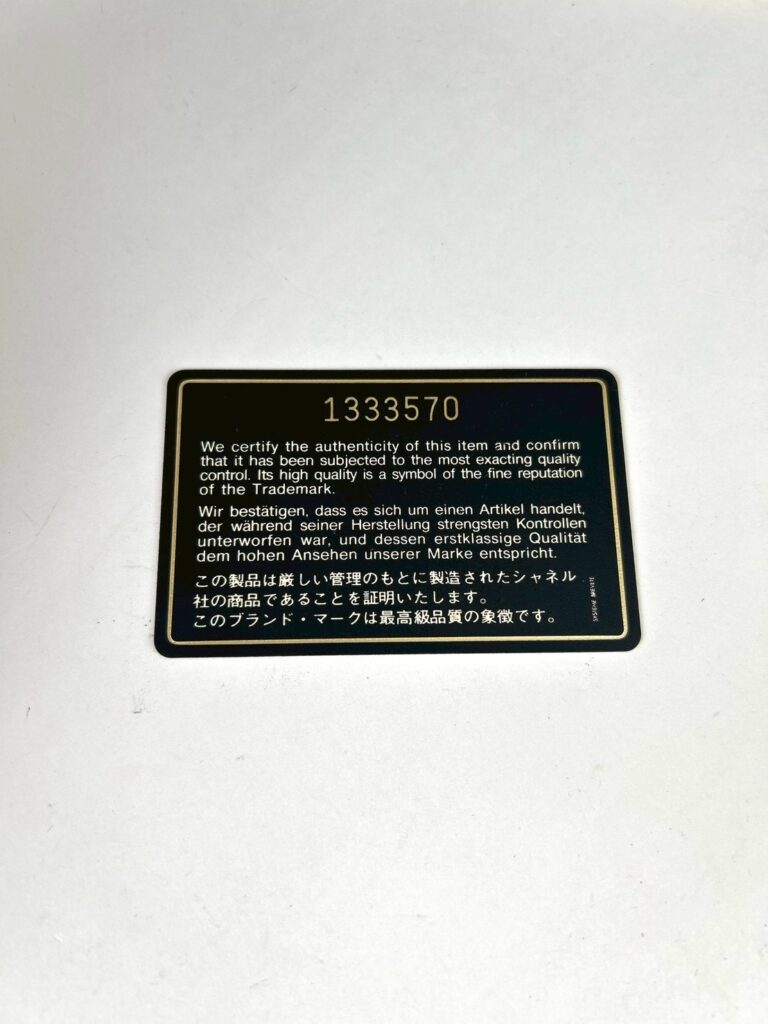 1333570
We certify the authenticity of this item and confirm
that it has been subjected to the most exacting quality
control. Its high quality is a symbol of the fine reputation
of the Trademark.
Wir bestätigen, dass es sich um einen Artikel handelt,
der während seiner Herstellung strengsten Kontrollen
unterworfen war, und dessen erstklassige Qualität
dem hohen Ansehen unserer Marke entspricht.
この製品は厳しい管理のもとに製造されたシャネル
社の商品であることを証明いたします。
このブランド・マークは最高級品質の象徴です。
SYSTEME BREVETE